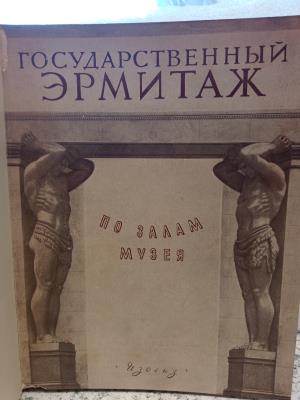 ГОСУДАРСТВЕННЫЙ
ЭРМИТАЖ
ПО ЗАЛАМ
МУЗЕЯ
· Изогиз ·